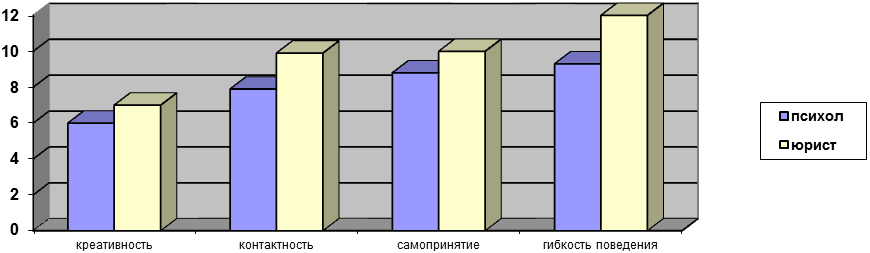 12
10
8
6
4
2
0
креативность контактность самопринятие гибкость поведения
психол
юрист